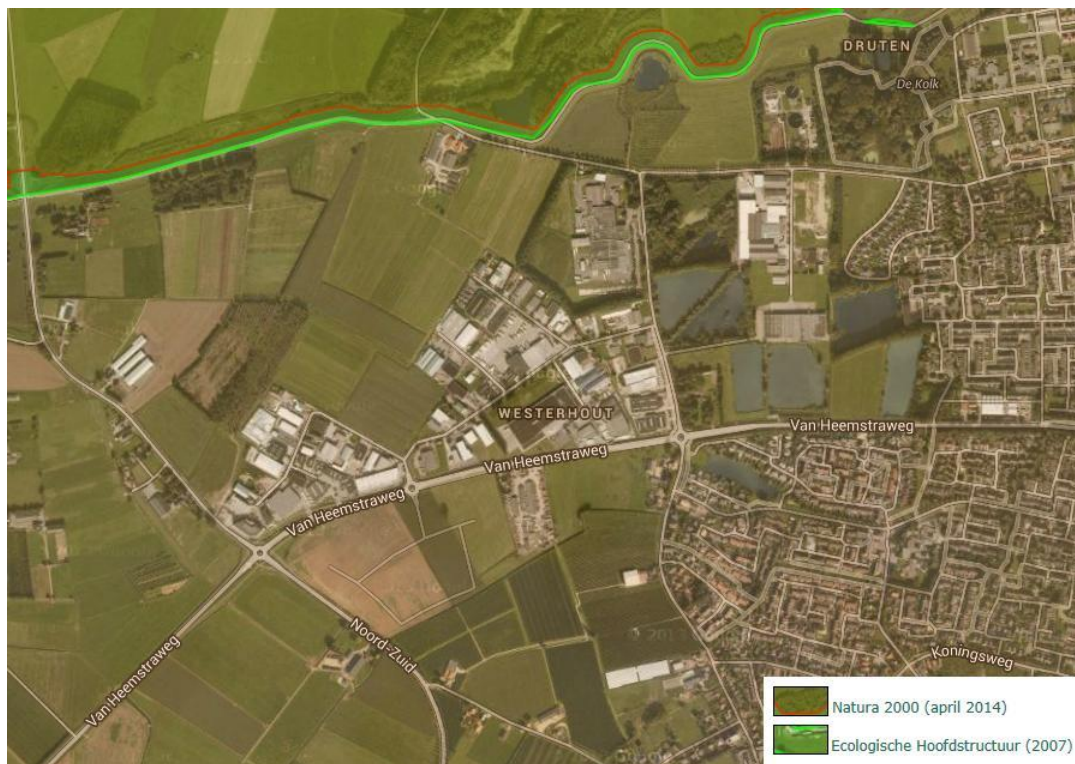 DRUTEN
De Kolk
WESTERHOUT
Van Heemstraweg
Van Heemstraweg
Van Heemstraweg
Noord-Zuid
Van Heemstraweg
Koningsweg
Natura 2000 (april 2014)
Ecologische Hoofdstructuur (2007)